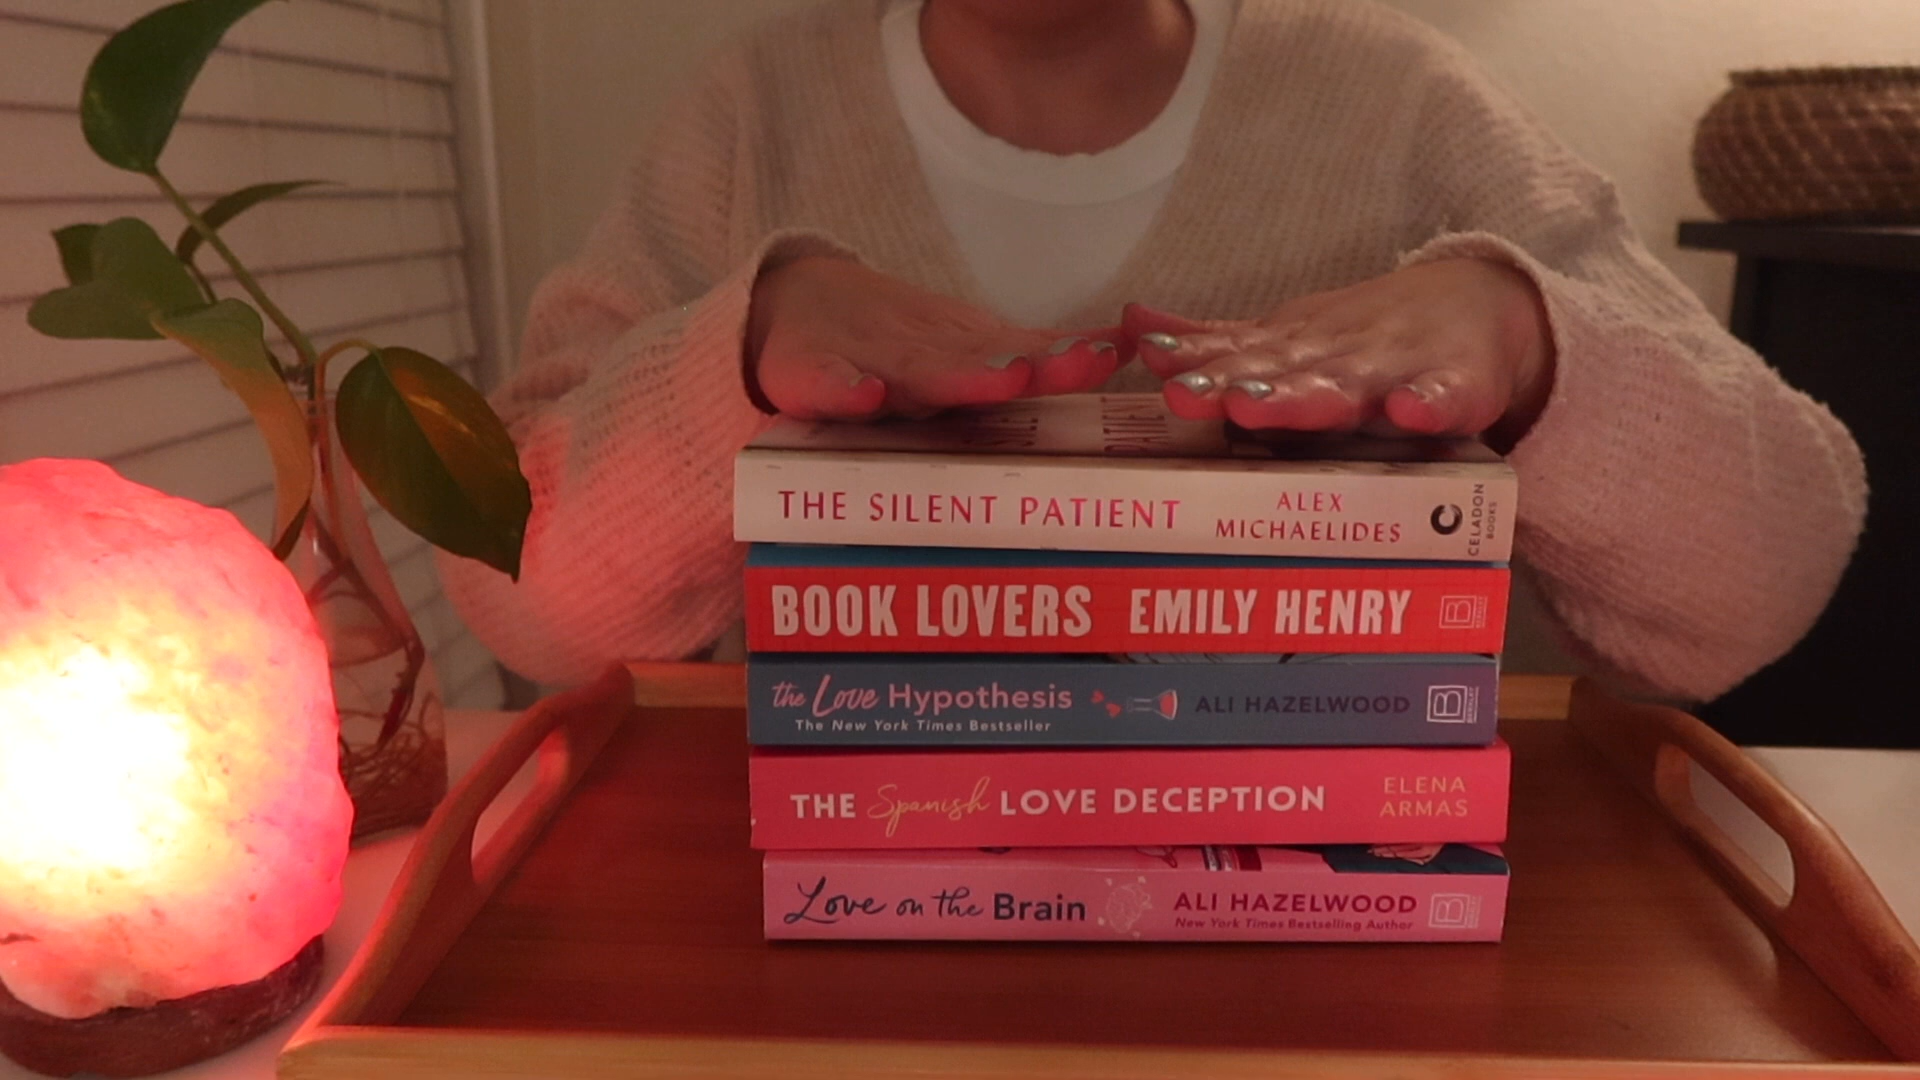 PATIENT
THE SILENT PATIENT
ALEX
MICHAELIDES
CELADON
BOOKS
BOOK LOVERS EMILY HENRY
B
the Love Hypothesis
The New York Times Bestseller
ALI HAZELWOOD
B
BERKLEY
THE Spanish LOVE DECEPTION
ELENA
ARMAS
Love on the Brain
ALI HAZELWOOD
New York Times Bestselling Author
B